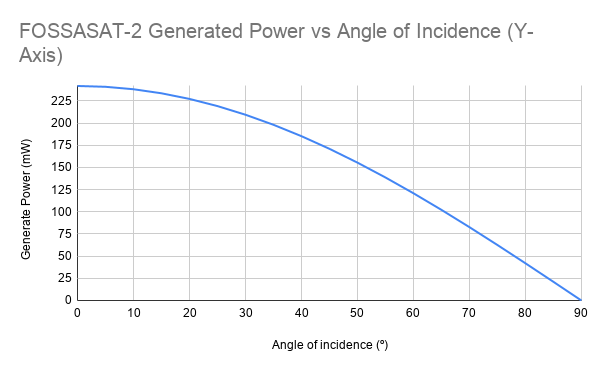 FOSSASAT-2 Generated Power vs Angle of Incidence (Y-
Axis)
Generate Power (mW)
225
200
175
150
125
100
75
50
25
0
0 10 20 30 40 50 60 70 80 90
Angle of incidence (º)